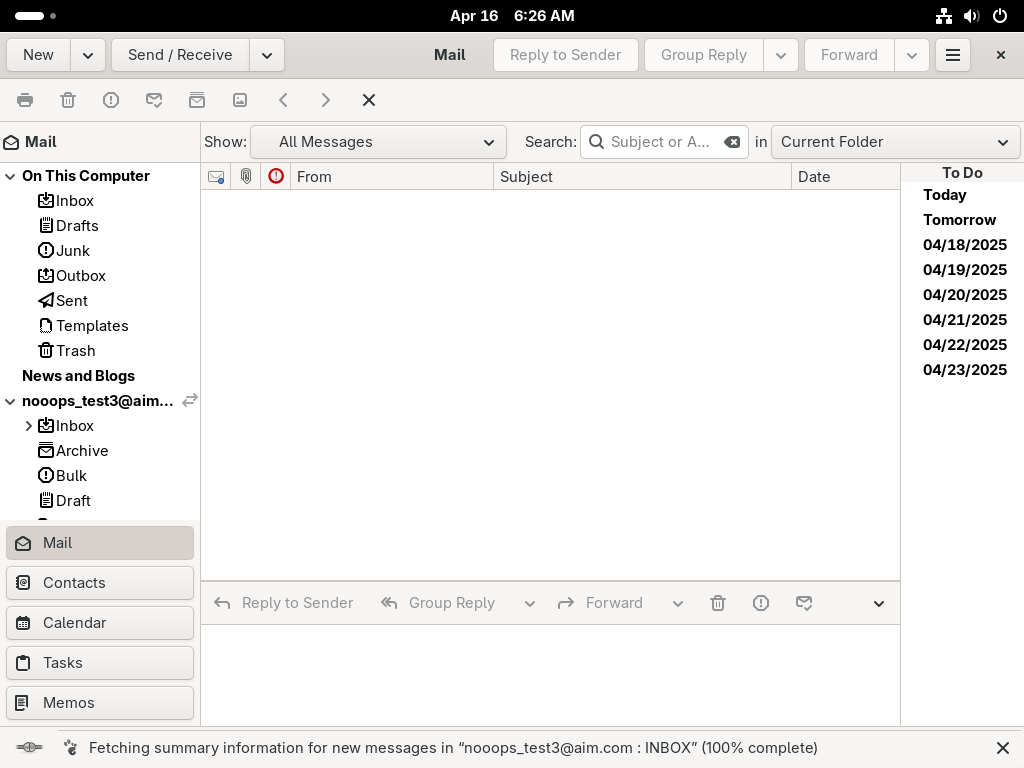 Apr 16 6:26 AM
New Send / Receive Mail Reply to Sender Group Reply Forward
Mail Show: All Messages Search: Subject or A... in Current Folder
From Subject Date
On This Computer
Inbox
Drafts
Junk
Outbox
Sent
Templates
Trash
News and Blogs
nooops_test3@aim...
Inbox
Archive
Bulk
Draft
Mail
Contacts
Calendar
Tasks
Memos
Reply to Sender Group Reply Forward
To Do
Today
Tomorrow
04/18/2025
04/19/2025
04/20/2025
04/21/2025
04/22/2025
04/23/2025
Fetching summary information for new messages in “nooops_test3@aim.com : INBOX” (100% complete)